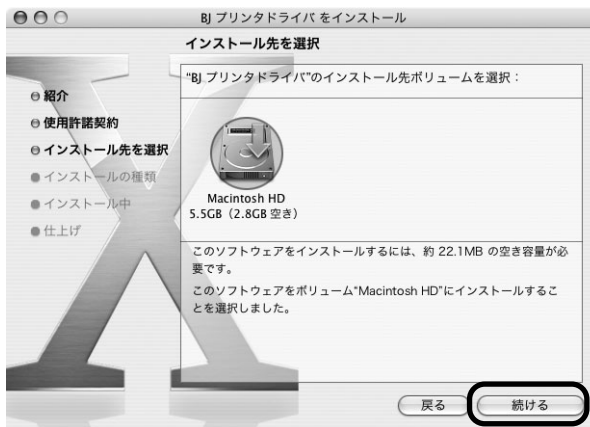 BJ プリンタドライバ をインストール
インストール先を選択
紹介
使用許諾契約
インストール先を選択
インストールの種類
インストール中
仕上げ
“BJ プリンタドライバ”のインストール先ボリュームを選択：
Macintosh HD
5.5GB（2.8GB 空き）
このソフトウェアをインストールするには、約 22.1MB の空き容量が必
要です。
このソフトウェアをボリューム“Macintosh HD”にインストールするこ
とを選択しました。
戻る
続ける